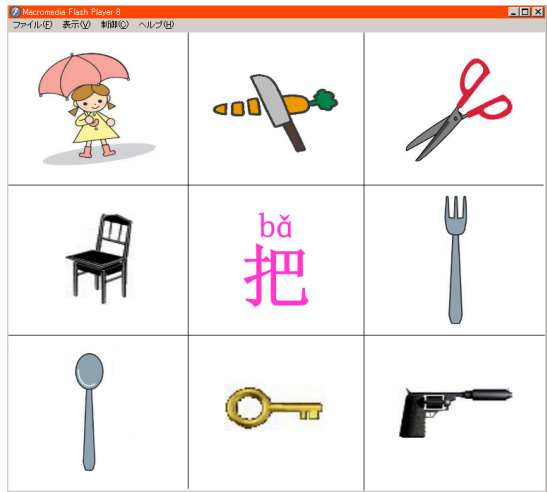 Macromedia Flash Player 8
ファイル(F) 表示(V) 制御(C) ヘルプ(H)
bǎ
把